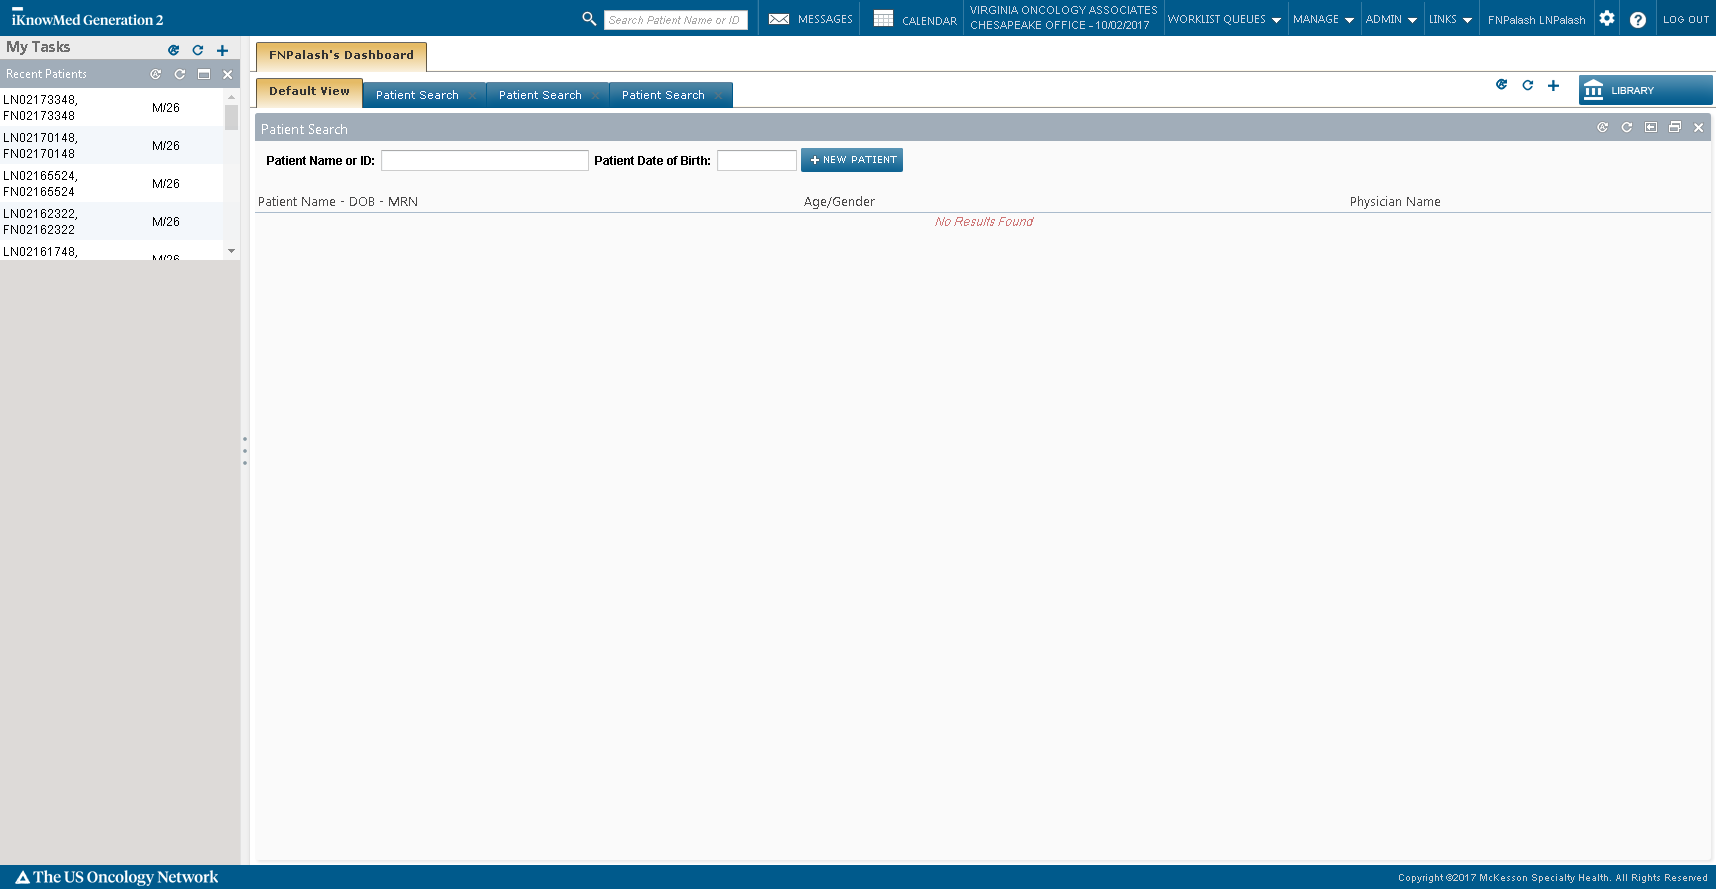 iKnowMed Generation 2
Search Patient Name or ID
MESSAGES
CALENDAR
VIRGINIA ONCOLOGY ASSOCIATES
CHESAPEAKE OFFICE - 10/02/2017
WORKLIST QUEUES
MANAGE
ADMIN
LINKS
FNPalash LNPalash
LOG OUT
My Tasks
Recent Patients
LN02173348,
FN02173348
M/26
LN02170148,
FN02170148
M/26
LN02165524,
FN02165524
M/26
LN02162322,
FN02162322
M/26
LN02161748,
M/26
FNPalash's Dashboard
Default View
Patient Search
Patient Search
Patient Search
LIBRARY
Patient Search
Patient Name or ID:
Patient Date of Birth:
+ NEW PATIENT
Patient Name - DOB - MRN
Age/Gender
Physician Name
No Results Found
The US Oncology Network
Copyright ©2017 McKesson Specialty Health. All Rights Reserved